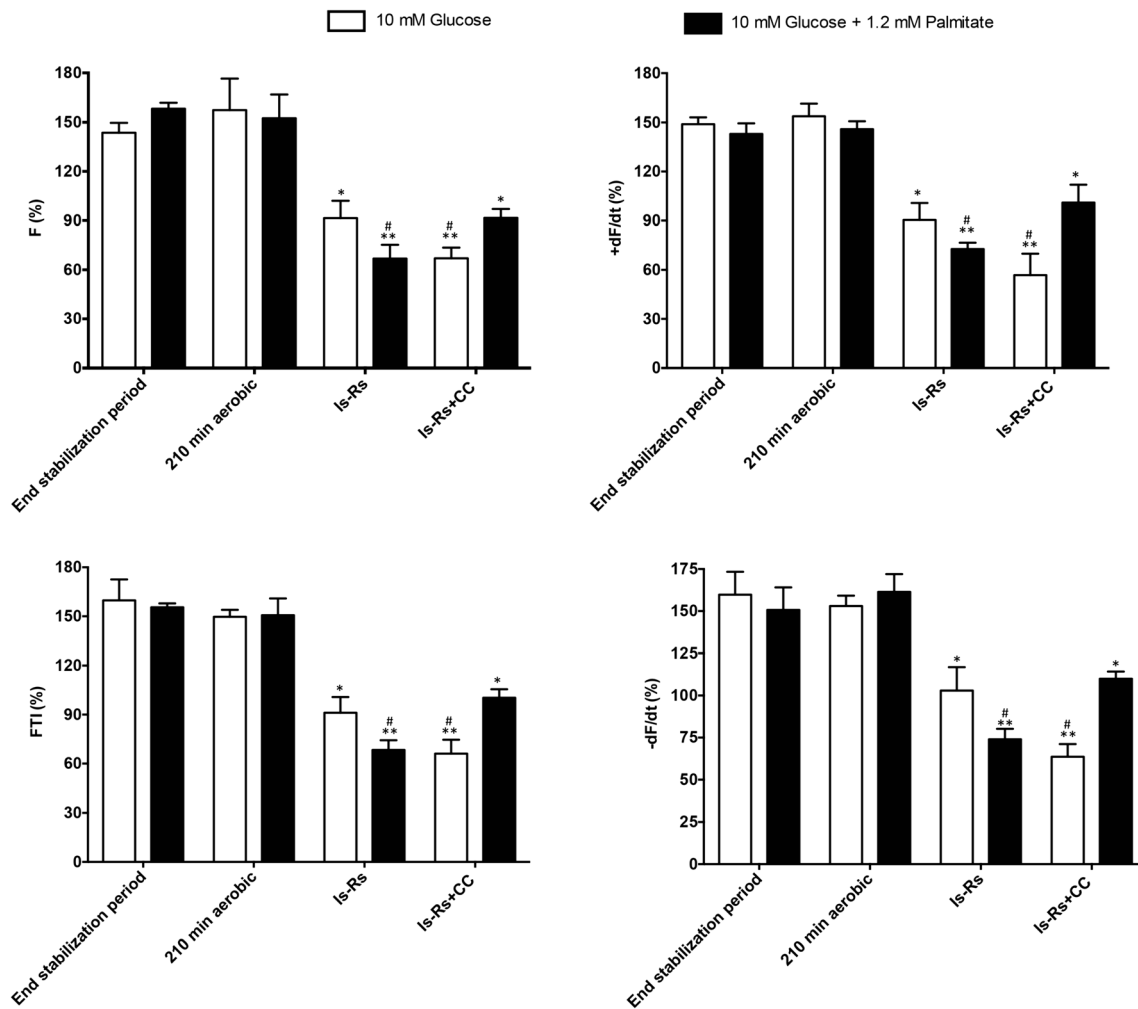 10 mM Glucose
10 mM Glucose + 1.2 mM Palmitate
F (%)
180
150
120
90
60
30
0
*
#
**
#
**
*
End stabilization period
210 min aerobic
Is-Rs
Is-Rs+CC
+dF/dt (%)
180
150
120
90
60
30
0
*
#
**
#
**
*
End stabilization period
210 min aerobic
Is-Rs
Is-Rs+CC
FTI (%)
180
150
120
90
60
30
0
*
#
**
#
**
*
End stabilization period
210 min aerobic
Is-Rs
Is-Rs+CC
-dF/dt (%)
175
150
125
100
75
50
25
0
*
#
**
#
**
*
End stabilization period
210 min aerobic
Is-Rs
Is-Rs+CC